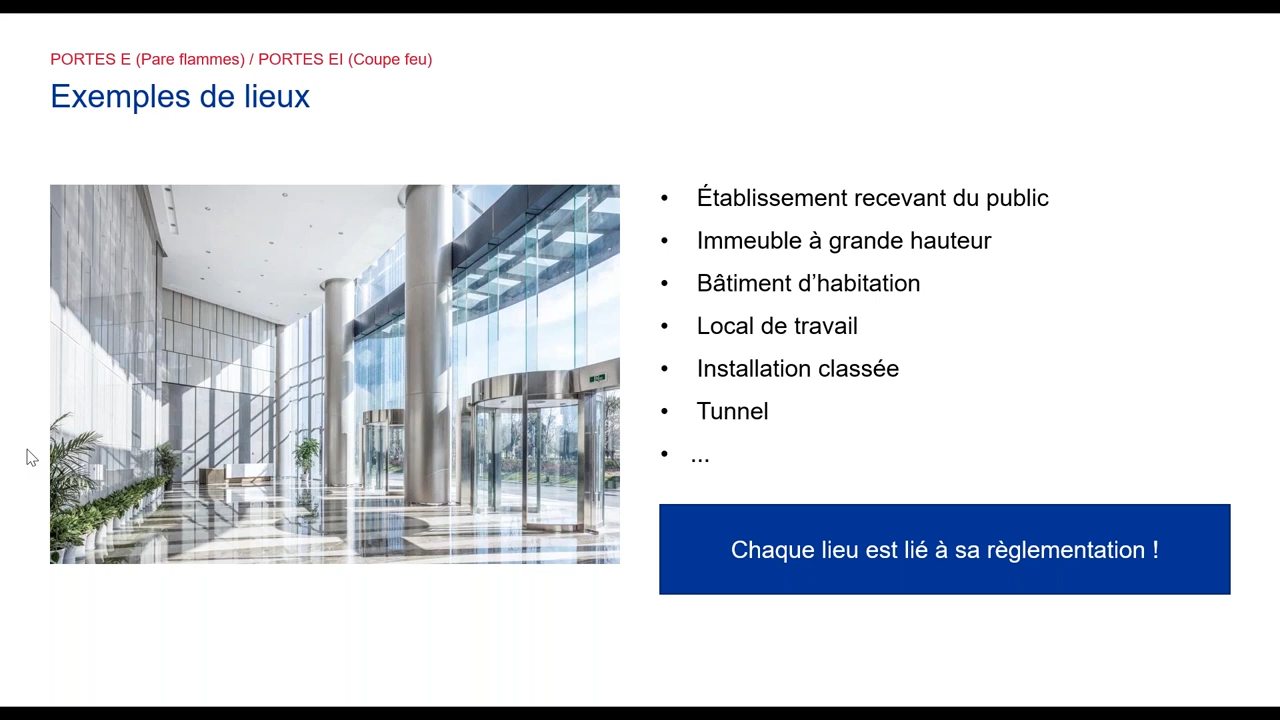 PORTES E (Pare flammes) / PORTES EI (Coupe feu)
Exemples de lieux
• Établissement recevant du public
• Immeuble à grande hauteur
• Bâtiment d’habitation
• Local de travail
• Installation classée
• Tunnel
• ...
Chaque lieu est lié à sa règlementation !